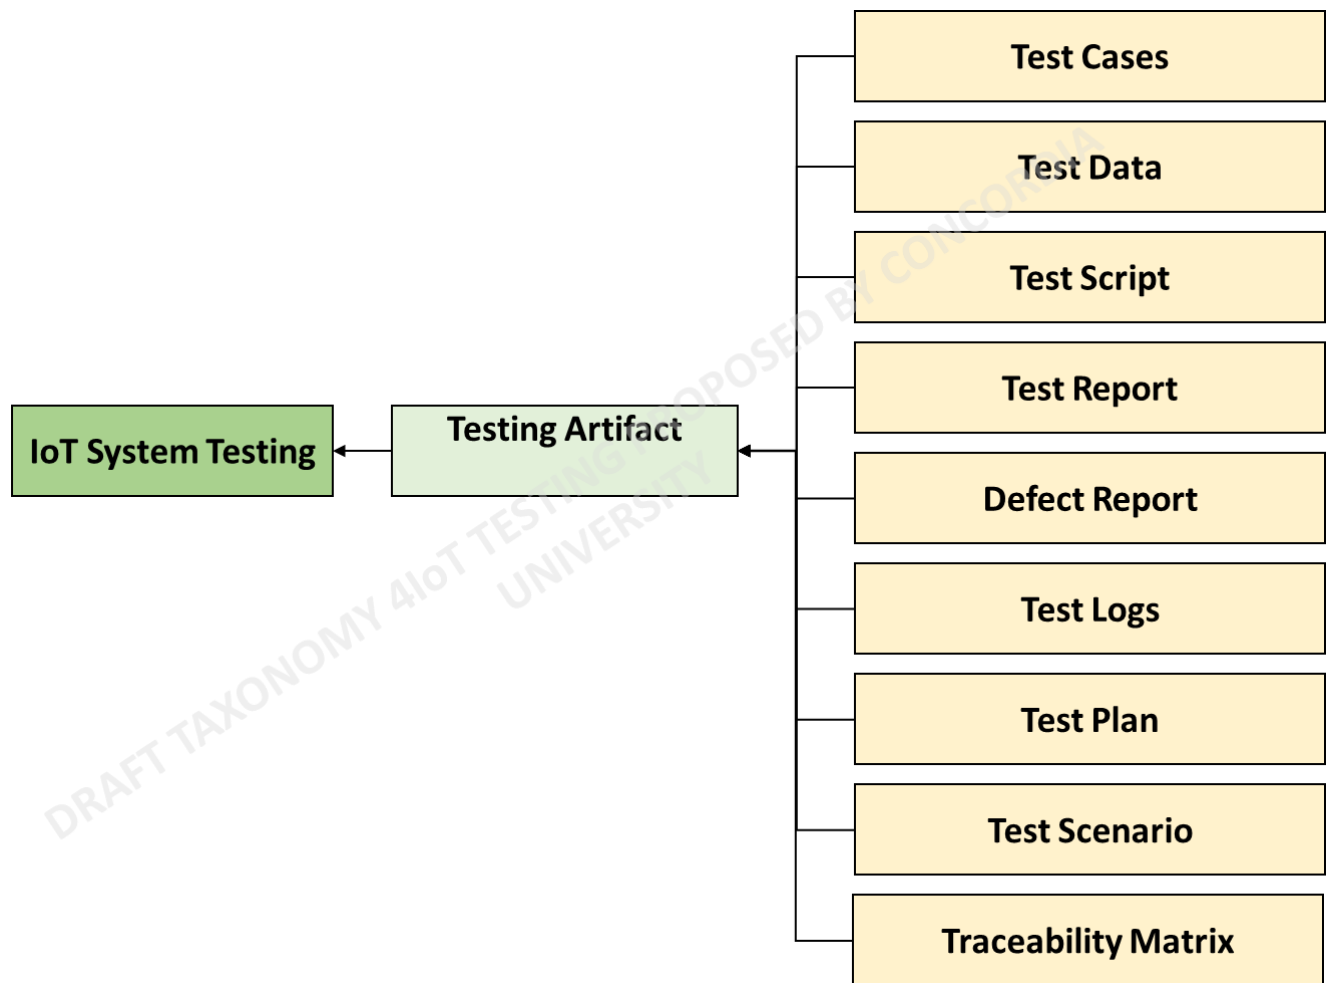 Test Cases
Test Data
Test Script
Test Report
IoT System Testing
Testing Artifact
Defect Report
Test Logs
Test Plan
Test Scenario
Traceability Matrix
DRAFT TAXONOMY 4IoT TESTING PROPOSED BY CONCORDIA
UNIVERSITY